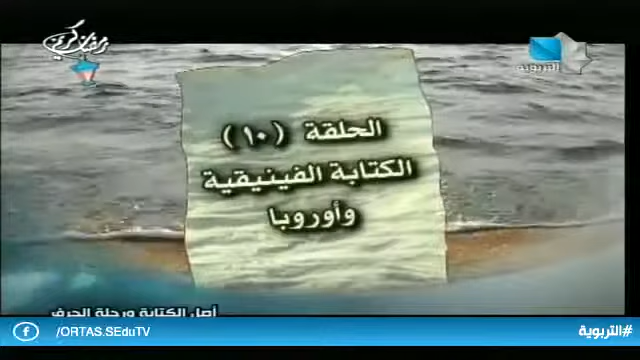 رمضان كريم
التربوية
الحلقة (١٠)
الكتابة الفينيقية
وأوروبا
أصل الكتابة ورحلة الحرف
/ORTAS.SEduTV
#التربوية